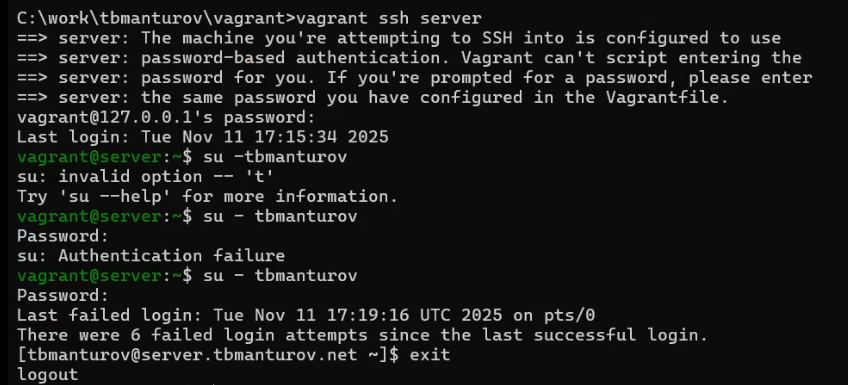 C:\work\tbmanturov\vagrant>vagrant ssh server
==> server: The machine you're attempting to SSH into is configured to use
==> server: password-based authentication. Vagrant can't script entering the
==> server: password for you. If you're prompted for a password, please enter
==> server: the same password you have configured in the Vagrantfile.
vagrant@127.0.0.1's password:
Last login: Tue Nov 11 17:15:34 2025
vagrant@server:~$ su -tbmanturov
su: invalid option -- 't'
Try 'su --help' for more information.
vagrant@server:~$ su - tbmanturov
Password:
su: Authentication failure
vagrant@server:~$ su - tbmanturov
Password:
Last failed login: Tue Nov 11 17:19:16 UTC 2025 on pts/0
There were 6 failed login attempts since the last successful login.
[tbmanturov@server.tbmanturov.net ~]$ exit
logout